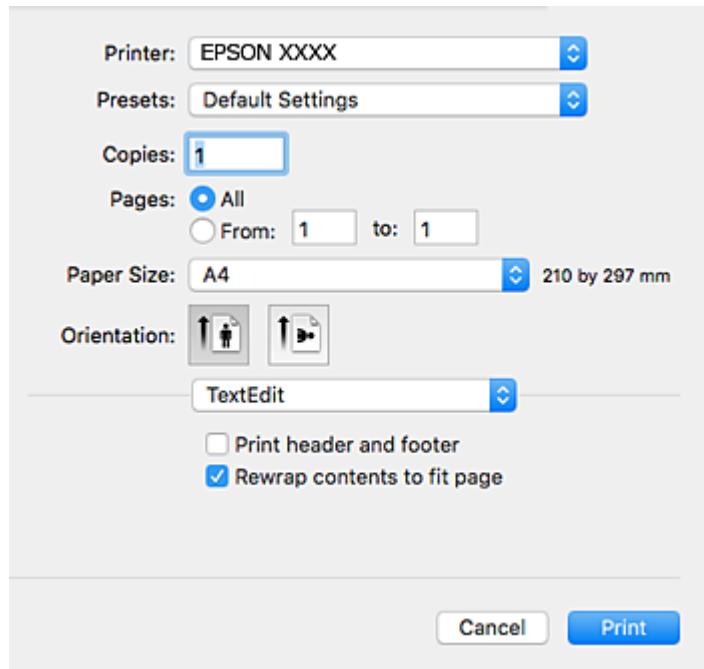 Printer: EPSON XXXX
Presets: Default Settings
Copies: 1
Pages: All
From: 1 to: 1
Paper Size: A4 210 by 297 mm
Orientation:
TextEdit
Print header and footer
Rewrap contents to fit page
Cancel Print